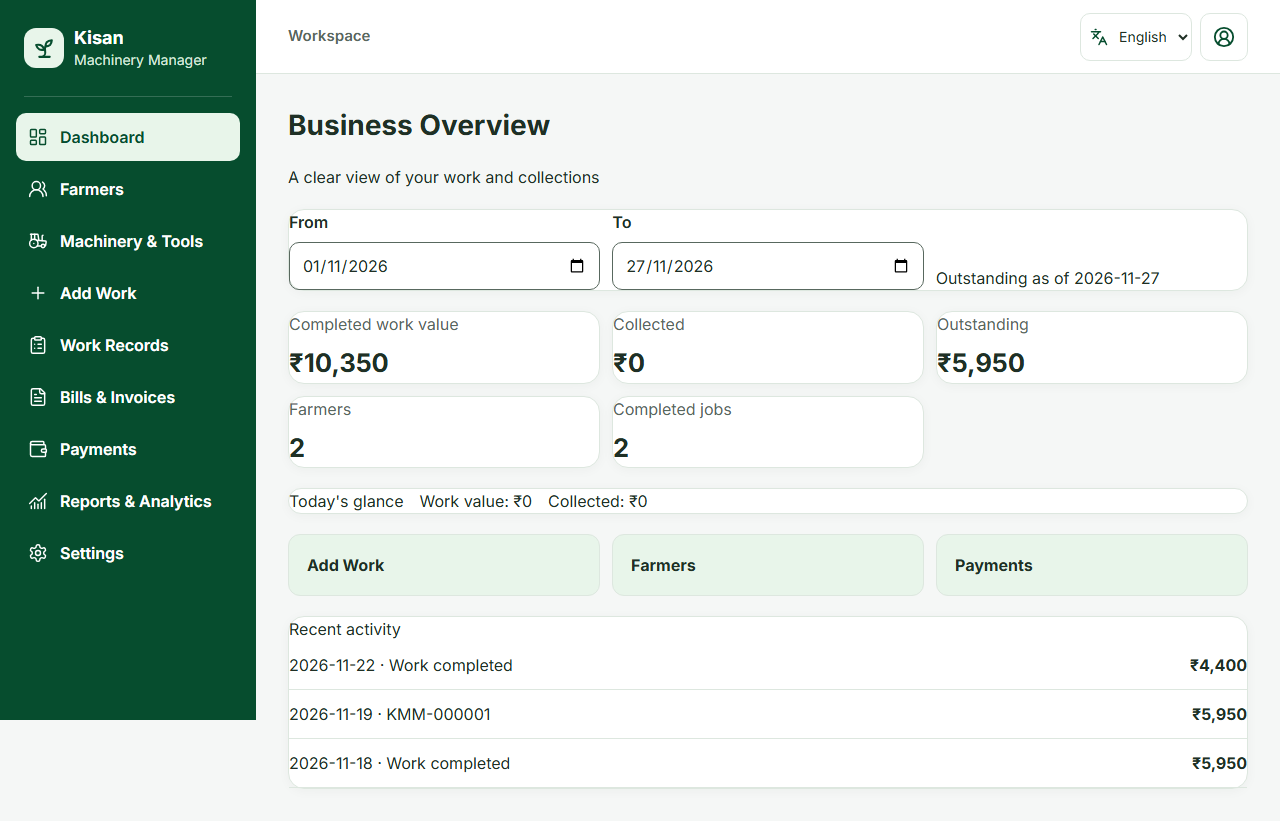 Kisan
Machinery Manager
Dashboard
Farmers
Machinery & Tools
Add Work
Work Records
Bills & Invoices
Payments
Reports & Analytics
Settings
Workspace
English
Business Overview
A clear view of your work and collections
From To
01/11/2026 27/11/2026 Outstanding as of 2026-11-27
Completed work value Collected Outstanding
₹10,350 ₹0 ₹5,950
Farmers Completed jobs
2 2
Today's glance Work value: ₹0 Collected: ₹0
Add Work Farmers Payments
Recent activity
2026-11-22 · Work completed ₹4,400
2026-11-19 · KMM-000001 ₹5,950
2026-11-18 · Work completed ₹5,950